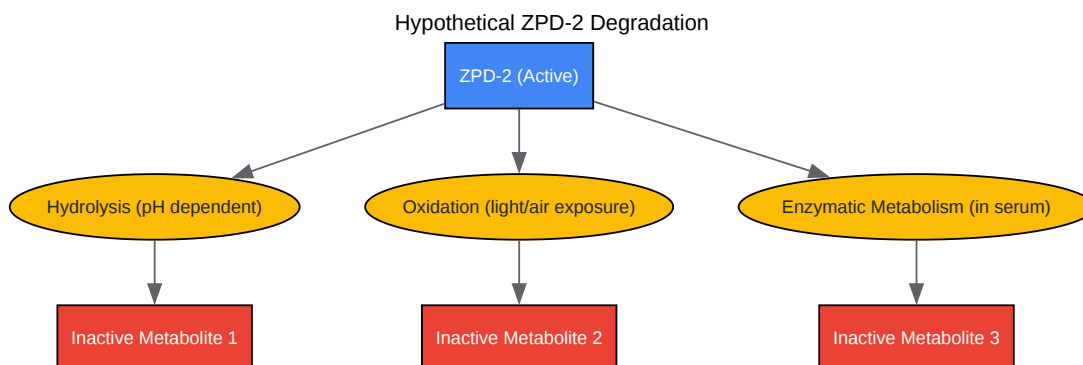 Hypothetical ZPD-2 Degradation
ZPD-2 (Active)
Hydrolysis (pH dependent)
Oxidation (light/air exposure)
Enzymatic Metabolism (in serum)
Inactive Metabolite 1
Inactive Metabolite 2
Inactive Metabolite 3